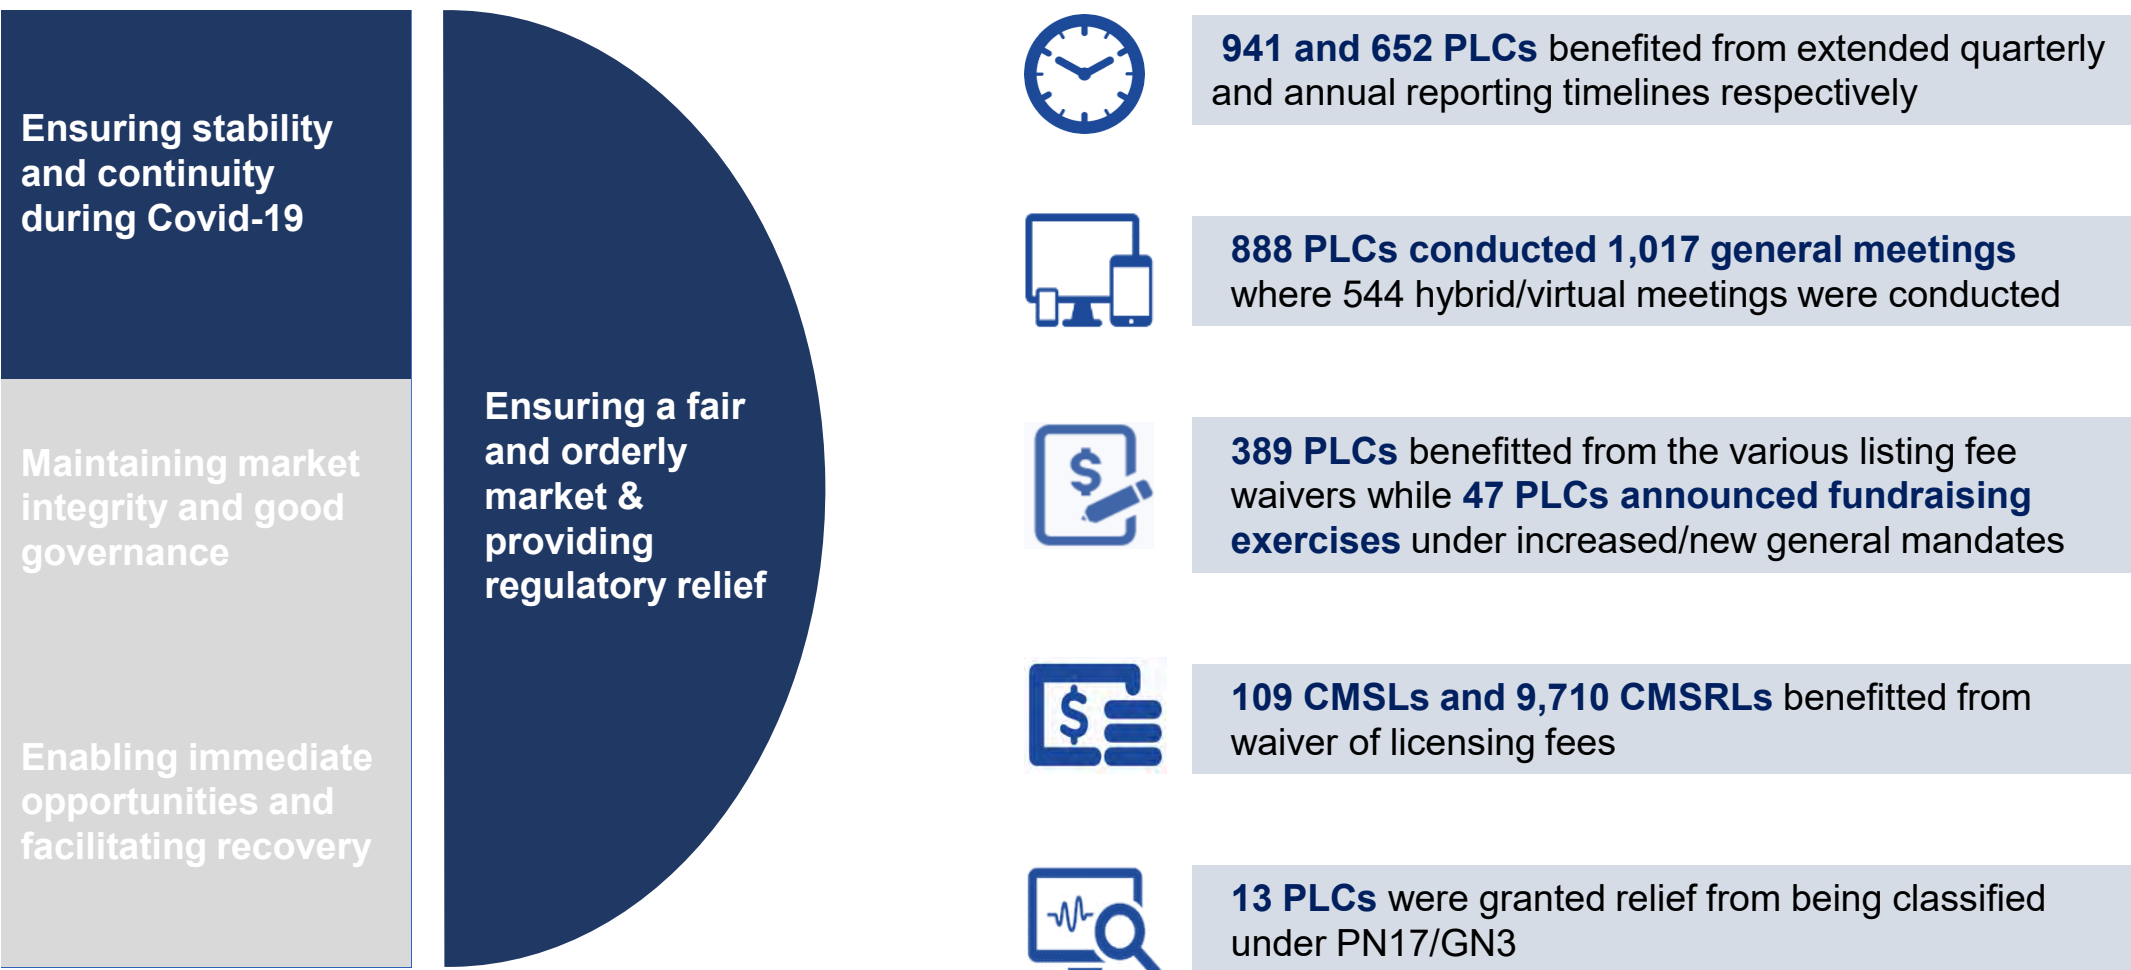 Ensuring stability
and continuity
during Covid-19
Maintaining market
integrity and good
governance
Enabling immediate
opportunities and
facilitating recovery
Ensuring a fair
and orderly
market &
providing
regulatory relief
941 and 652 PLCs benefited from extended quarterly
and annual reporting timelines respectively
888 PLCs conducted 1,017 general meetings
where 544 hybrid/virtual meetings were conducted
$
389 PLCs benefitted from the various listing fee
waivers while 47 PLCs announced fundraising
exercises under increased/new general mandates
$
109 CMSLs and 9,710 CMSRLs benefitted from
waiver of licensing fees
13 PLCs were granted relief from being classified
under PN17/GN3